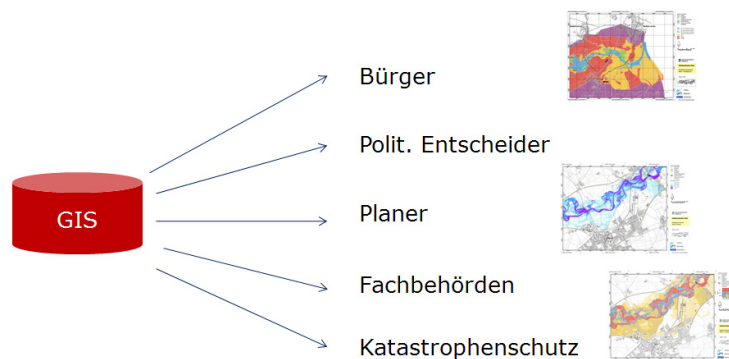 Bürger
Polit. Entscheider
GIS
Planer
Fachbehörden
Katastrophenschutz